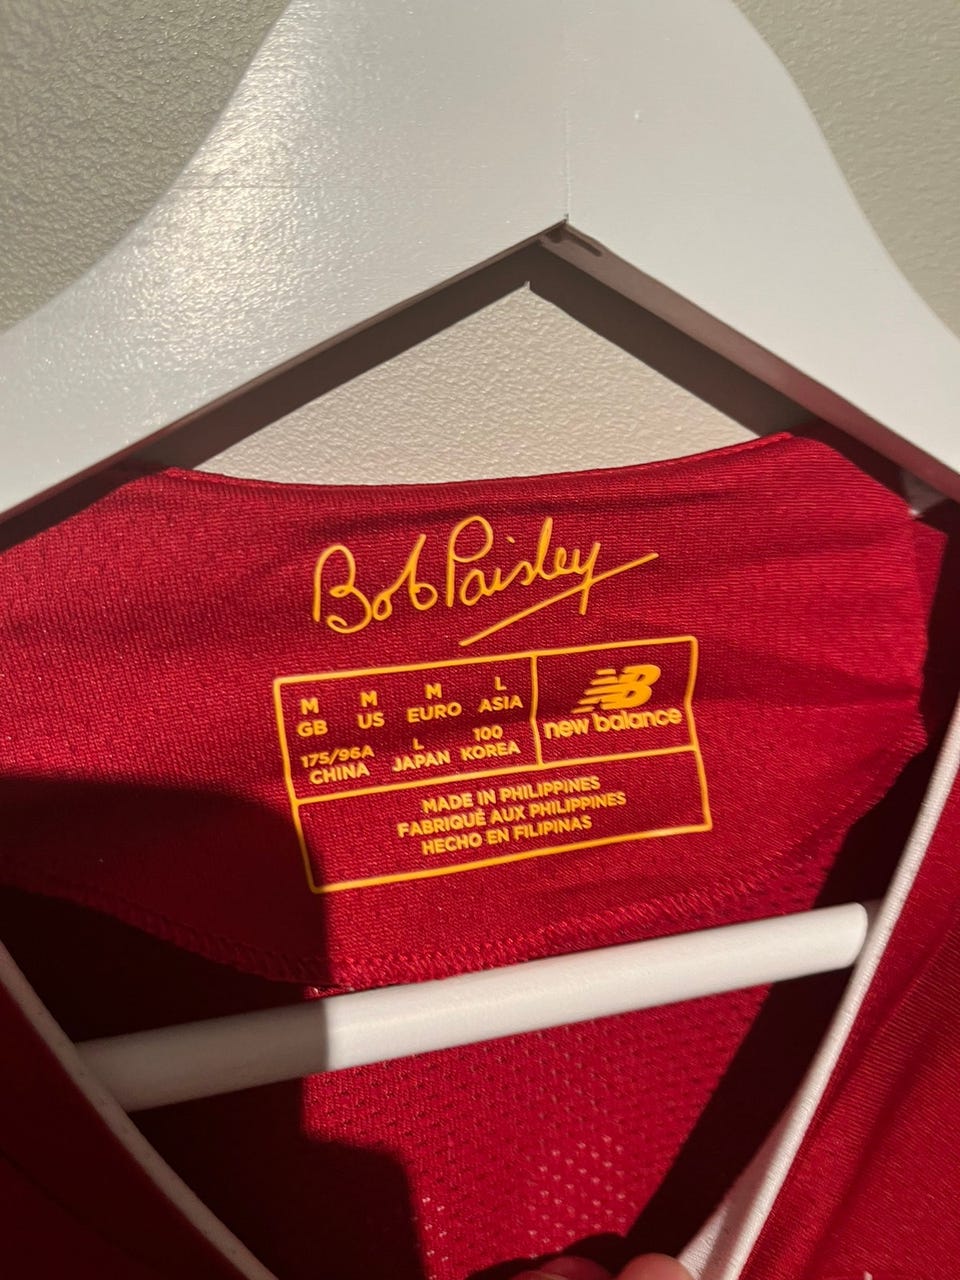 Bob Paisley
M M M L
GB US EURO ASIA
175/96A L 100
CHINA JAPAN KOREA
NB
new balance
MADE IN PHILIPPINES
FABRIQUÉ AUX PHILIPPINES
HECHO EN FILIPINAS